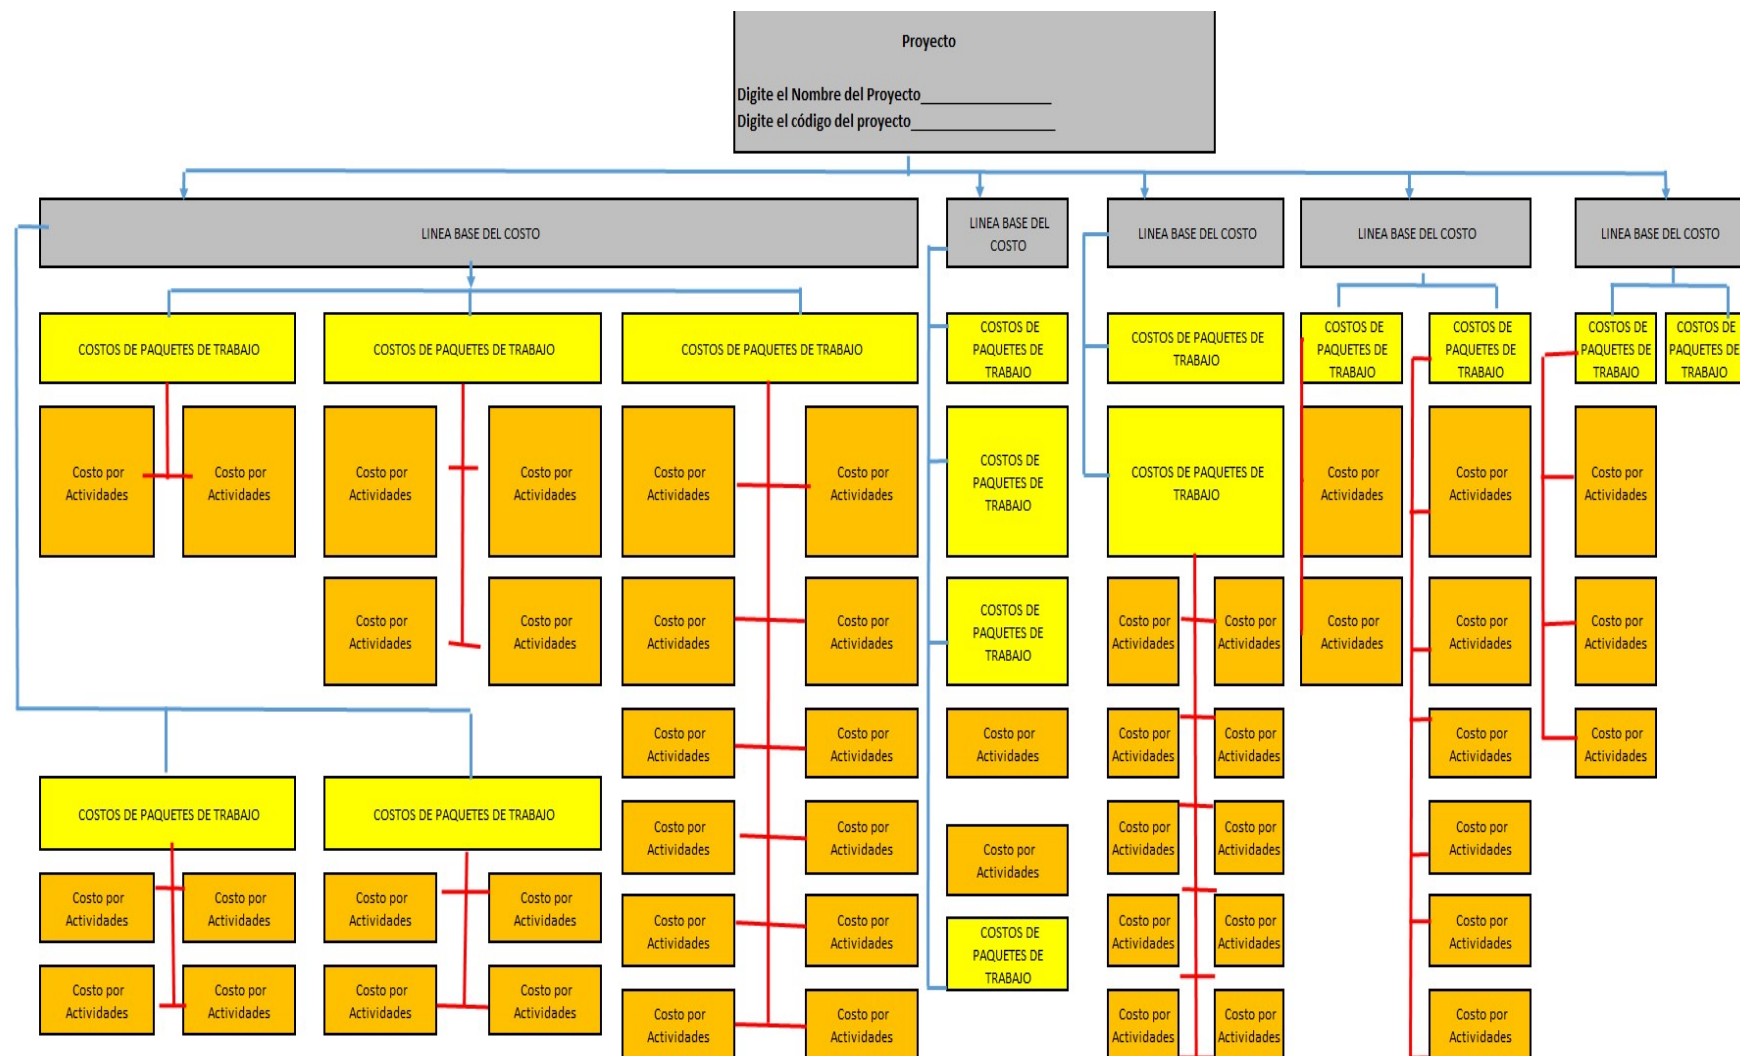 Proyecto
Digite el Nombre del Proyecto__________________
Digite el código del proyecto____________________
LINEA BASE DEL COSTO
LINEA BASE DEL
COSTO
LINEA BASE DEL COSTO
LINEA BASE DEL COSTO
LINEA BASE DEL COSTO
COSTOS DE PAQUETES DE TRABAJO
COSTOS DE PAQUETES DE TRABAJO
COSTOS DE PAQUETES DE TRABAJO
COSTOS DE
PAQUETES DE
TRABAJO
COSTOS DE PAQUETES DE
TRABAJO
COSTOS DE
PAQUETES DE
TRABAJO
COSTOS DE
PAQUETES DE
TRABAJO
COSTOS DE
PAQUETES DE
TRABAJO
COSTOS DE
PAQUETES DE
TRABAJO
Costo por
Actividades
Costo por
Actividades
Costo por
Actividades
Costo por
Actividades
Costo por
Actividades
Costo por
Actividades
COSTOS DE
PAQUETES DE
TRABAJO
COSTOS DE PAQUETES DE
TRABAJO
Costo por
Actividades
Costo por
Actividades
Costo por
Actividades
Costo por
Actividades
Costo por
Actividades
Costo por
Actividades
Costo por
Actividades
COSTOS DE
PAQUETES DE
TRABAJO
Costo por
Actividades
Costo por
Actividades
Costo por
Actividades
Costo por
Actividades
Costo por
Actividades
Costo por
Actividades
Costo por
Actividades
Costo por
Actividades
Costo por
Actividades
Costo por
Actividades
Costo por
Actividades
Costo por
Actividades
COSTOS DE PAQUETES DE TRABAJO
COSTOS DE PAQUETES DE TRABAJO
Costo por
Actividades
Costo por
Actividades
Costo por
Actividades
Costo por
Actividades
Costo por
Actividades
Costo por
Actividades
Costo por
Actividades
Costo por
Actividades
Costo por
Actividades
Costo por
Actividades
Costo por
Actividades
Costo por
Actividades
COSTOS DE
PAQUETES DE
TRABAJO
Costo por
Actividades
Costo por
Actividades
Costo por
Actividades
Costo por
Actividades
Costo por
Actividades
Costo por
Actividades
Costo por
Actividades
Costo por
Actividades
Costo por
Actividades
Costo por
Actividades
Costo por
Actividades
Costo por
Actividades